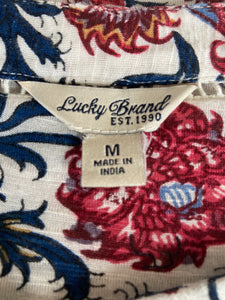 Lucky Brand
EST. 1990
M
MADE IN
INDIA